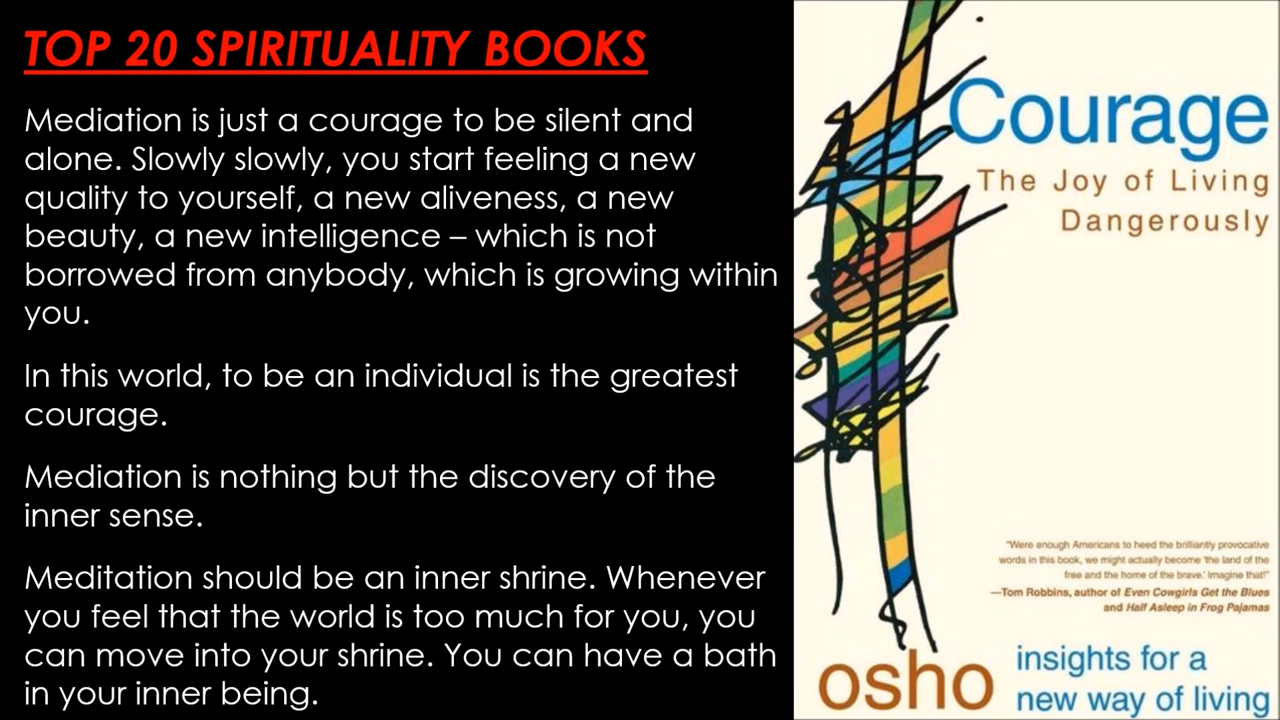 TOP 20 SPIRITUALITY BOOKS
Mediation is just a courage to be silent and
alone. Slowly slowly, you start feeling a new
quality to yourself, a new aliveness, a new
beauty, a new intelligence – which is not
borrowed from anybody, which is growing within
you.
In this world, to be an individual is the greatest
courage.
Mediation is nothing but the discovery of the
inner sense.
Meditation should be an inner shrine. Whenever
you feel that the world is too much for you, you
can move into your shrine. You can have a bath
in your inner being.
Courage
The Joy of Living
Dangerously
"Were enough Americans to heed the brilliantly provocative
words in this book, we might actually become 'the land of the
free and the home of the brave.' Imagine that!"
—Tom Robbins, author of Even Cowgirls Get the Blues
and Half Asleep in Frog Pajamas
osho
insights for a
new way of living